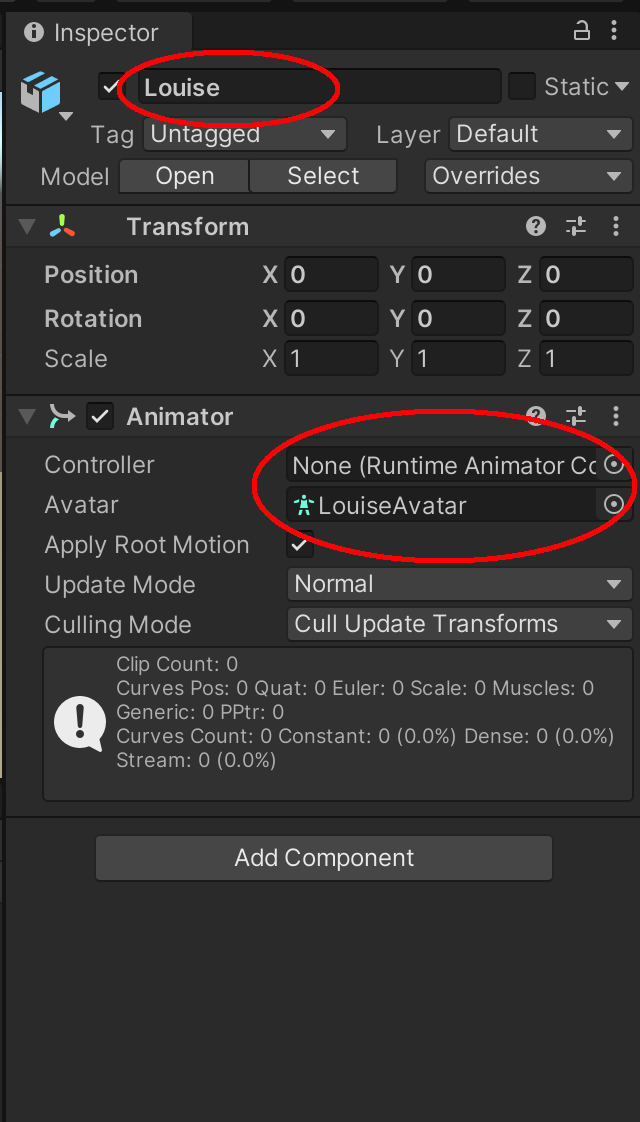 Inspector
Louise Static
Tag Untagged Layer Default
Model Open Select Overrides
Transform
Position X 0 Y 0 Z 0
Rotation X 0 Y 0 Z 0
Scale X 1 Y 1 Z 1
Animator
Controller None (Runtime Animator Co
Avatar LouiseAvatar
Apply Root Motion
Update Mode Normal
Culling Mode Cull Update Transforms
Clip Count: 0
Curves Pos: 0 Quat: 0 Euler: 0 Scale: 0 Muscles: 0
Generic: 0 PPtr: 0
Curves Count: 0 Constant: 0 (0.0%) Dense: 0 (0.0%)
Stream: 0 (0.0%)
Add Component